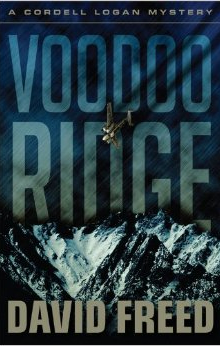 A CORDELL LOGAN MYSTERY
VOODOO
RIDGE
DAVID FREED